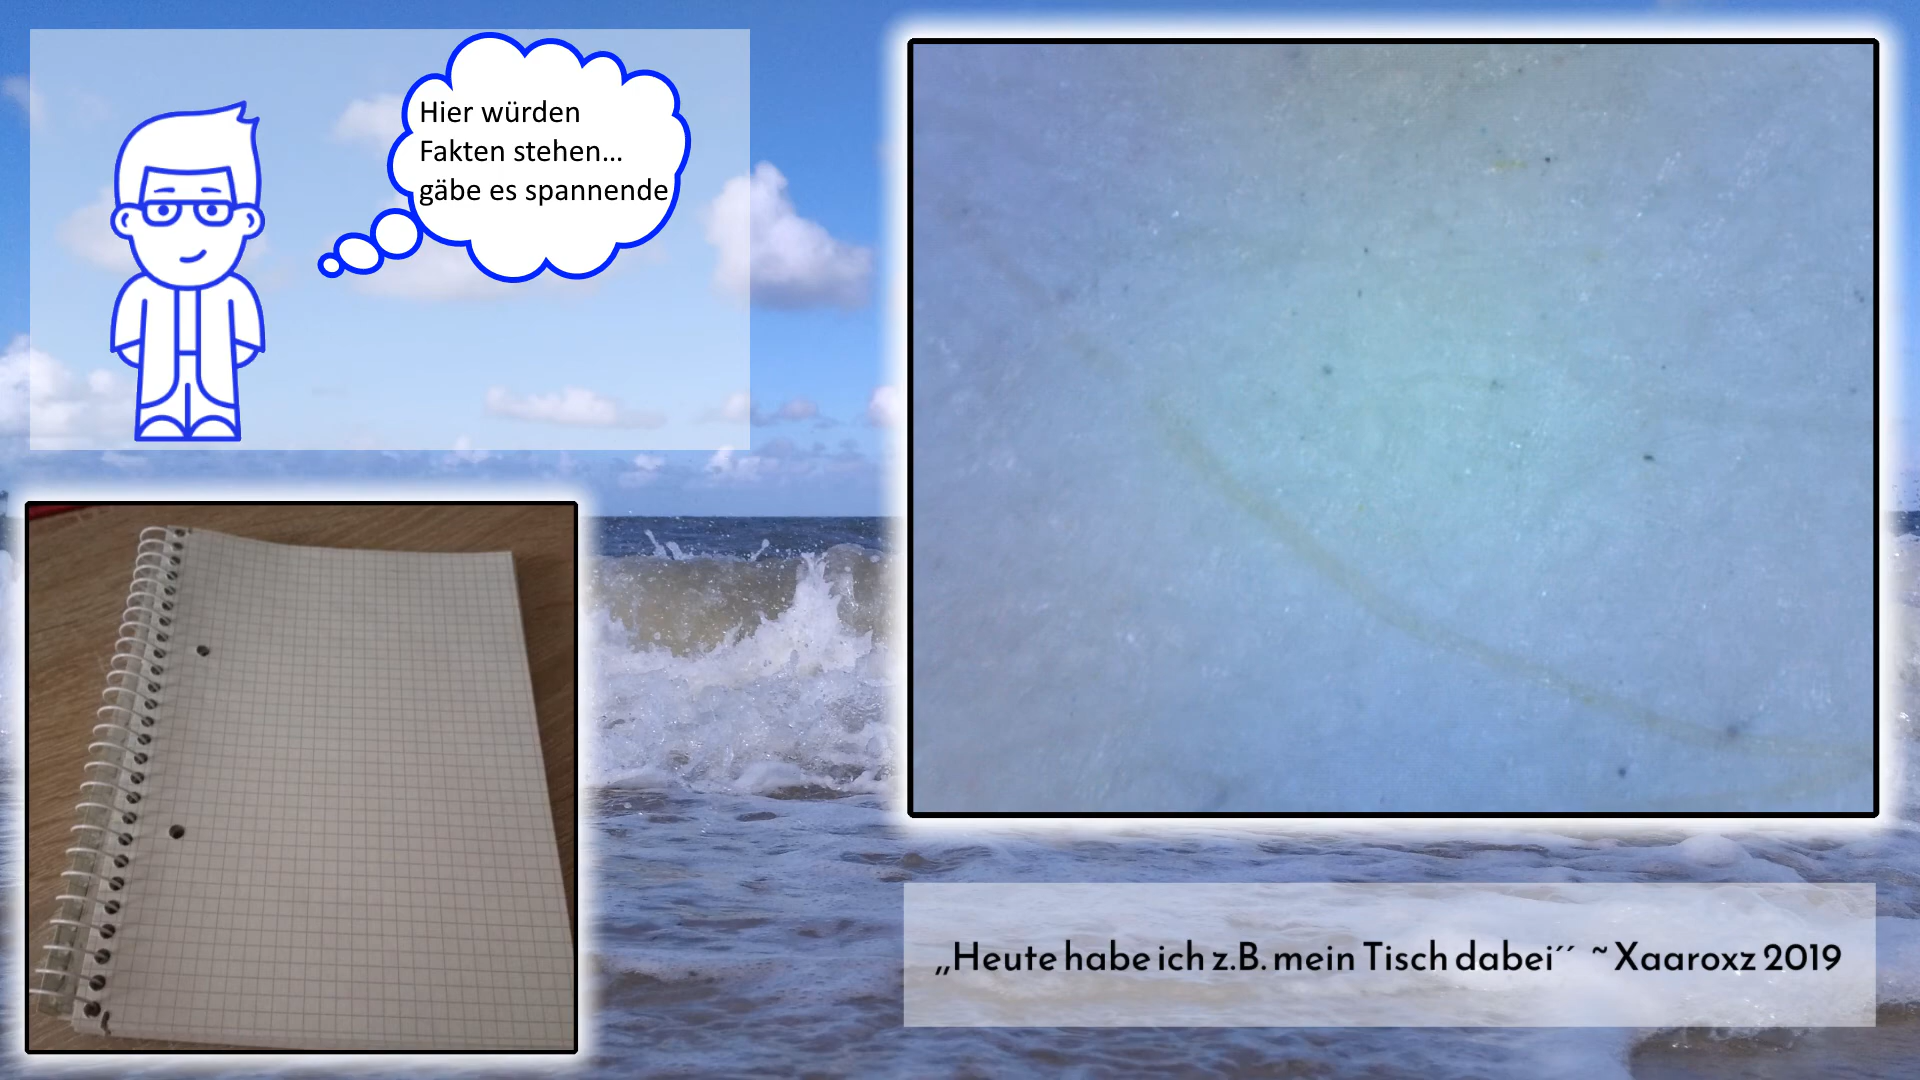 Hier würden
Fakten stehen...
gäbe es spannende
,,Heute habe ich z.B. mein Tisch dabei´´ ~Xaaroxz 2019